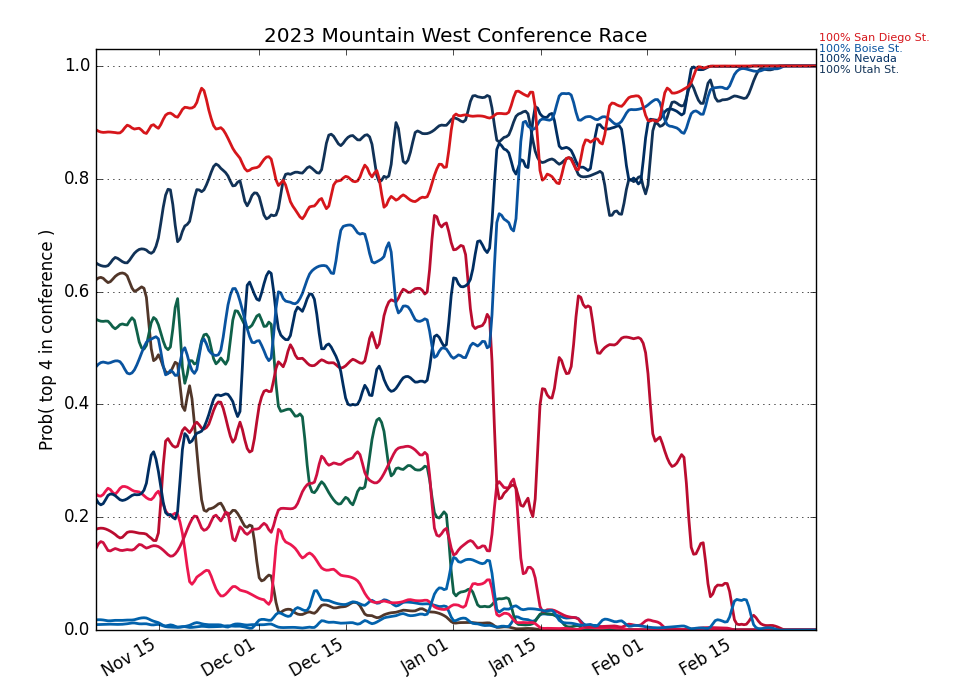 2023 Mountain West Conference Race
100% San Diego St.
100% Boise St.
100% Nevada
100% Utah St.
Prob( top 4 in conference )
1.0
0.8
0.6
0.4
0.2
0.0
Nov 15
Dec 01
Dec 15
Jan 01
Jan 15
Feb 01
Feb 15